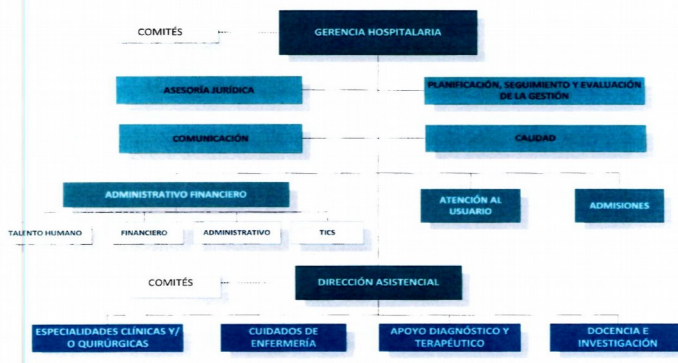 COMITÉS
GERENCIA HOSPITALARIA
ASESORÍA JURÍDICA
PLANIFICACIÓN, SEGUIMIENTO Y EVALUACIÓN
DE LA GESTIÓN
COMUNICACIÓN
CALIDAD
ADMINISTRATIVO FINANCIERO
ATENCIÓN AL
USUARIO
ADMISIONES
TALENTO HUMANO
FINANCIERO
ADMINISTRATIVO
TICS
COMITÉS
DIRECCIÓN ASISTENCIAL
ESPECIALIDADES CLÍNICAS Y/
O QUIRÚRGICAS
CUIDADOS DE
ENFERMERÍA
APOYO DIAGNÓSTICO Y
TERAPÉUTICO
DOCENCIA E
INVESTIGACIÓN